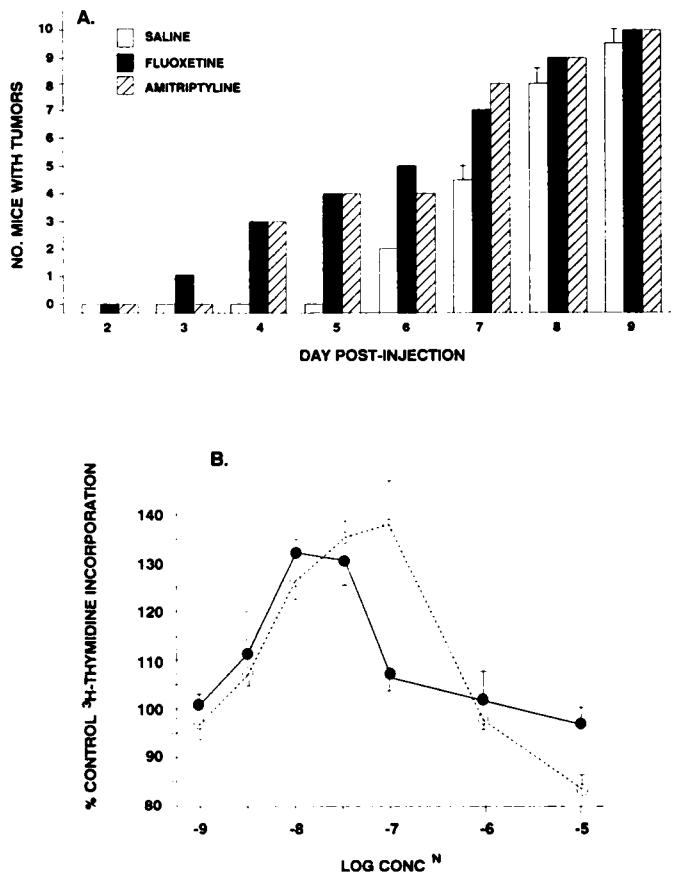 A.
SALINE
FLUOXETINE
AMITRIPTYLINE
NO. MICE WITH TUMORS
10
9
8
7
6
5
4
3
2
1
0
2 3 4 5 6 7 8 9
DAY POST-INJECTION
B.
% CONTROL ³H-THYMIDINE INCORPORATION
140
130
120
110
100
90
80
-9 -8 -7 -6 -5
LOG CONC N